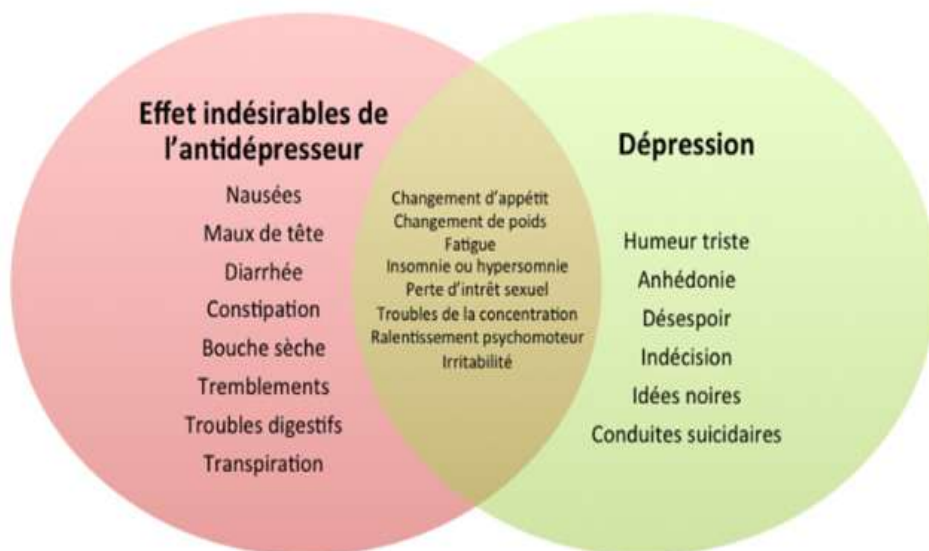 Effet indésirables de
l'antidépresseur
Nausées
Maux de tête
Diarrhée
Constipation
Bouche sèche
Tremblements
Troubles digestifs
Transpiration
Changement d'appétit
Changement de poids
Fatigue
Insomnie ou hypersomnie
Perte d'intrêt sexuel
Troubles de la concentration
Ralentissement psychomoteur
Irritabilité
Dépression
Humeur triste
Anhédonie
Désespoir
Indécision
Idées noires
Conduites suicidaires